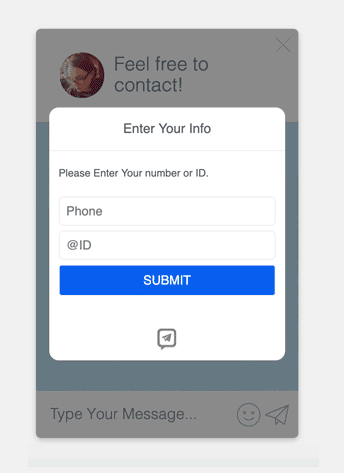 Feel free to
contact!
Enter Your Info
Please Enter Your number or ID.
Phone
@ID
SUBMIT
Type Your Message...